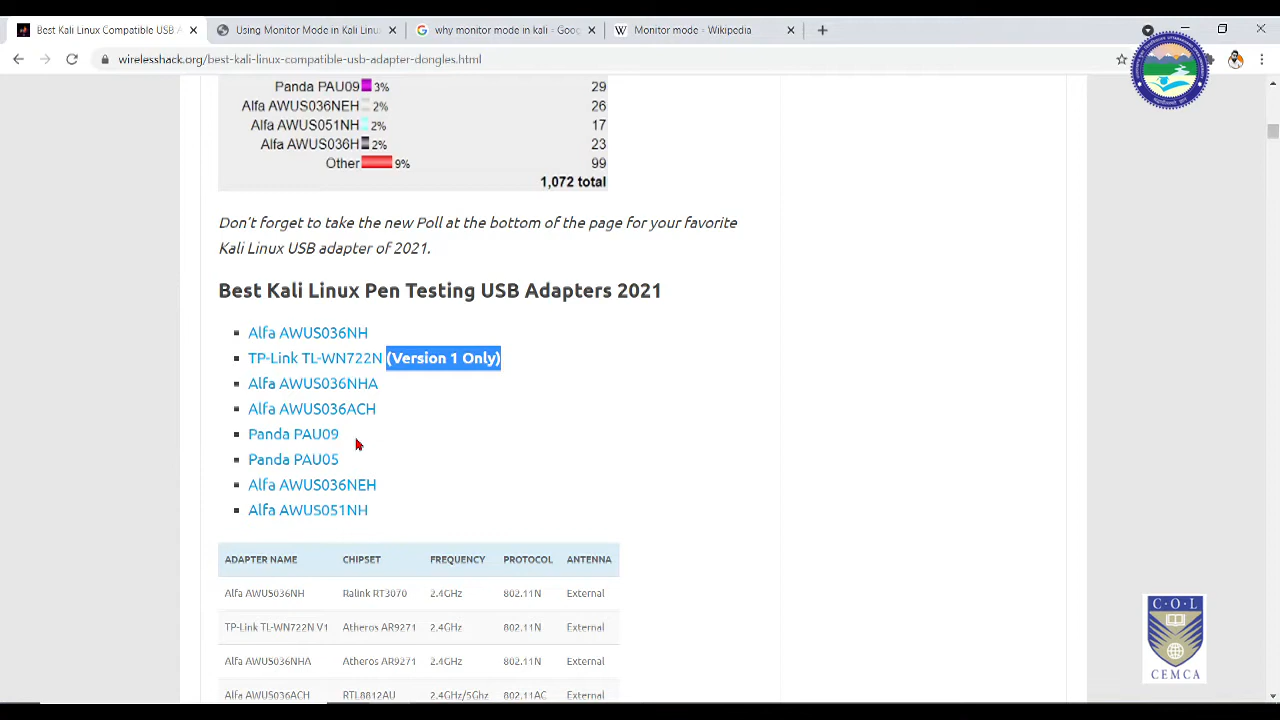 Best Kali Linux Compatible USB A
Using Monitor Mode in Kali Linu
why monitor mode in kali - Goog
Monitor mode - Wikipedia
wirelesshack.org/best-kali-linux-compatible-usb-adapter-dongles.html
Panda PAU09 3% 29
Alfa AWUS036NEH 2% 26
Alfa AWUS051NH 2% 17
Alfa AWUS036H 2% 23
Other 9% 99
1,072 total
Don't forget to take the new Poll at the bottom of the page for your favorite
Kali Linux USB adapter of 2021.
Best Kali Linux Pen Testing USB Adapters 2021
Alfa AWUS036NH
TP-Link TL-WN722N (Version 1 Only)
Alfa AWUS036NHA
Alfa AWUS036ACH
Panda PAU09
Panda PAU05
Alfa AWUS036NEH
Alfa AWUS051NH
ADAPTER NAME CHIPSET FREQUENCY PROTOCOL ANTENNA
Alfa AWUS036NH Ralink RT3070 2.4GHz 802.11N External
TP-Link TL-WN722N V1 Atheros AR9271 2.4GHz 802.11N External
Alfa AWUS036NHA Atheros AR9271 2.4GHz 802.11N External
Alfa AWUS036ACH RTL8812AU 2.4GHz/5Ghz 802.11AC External
C·O·L
CEMCA